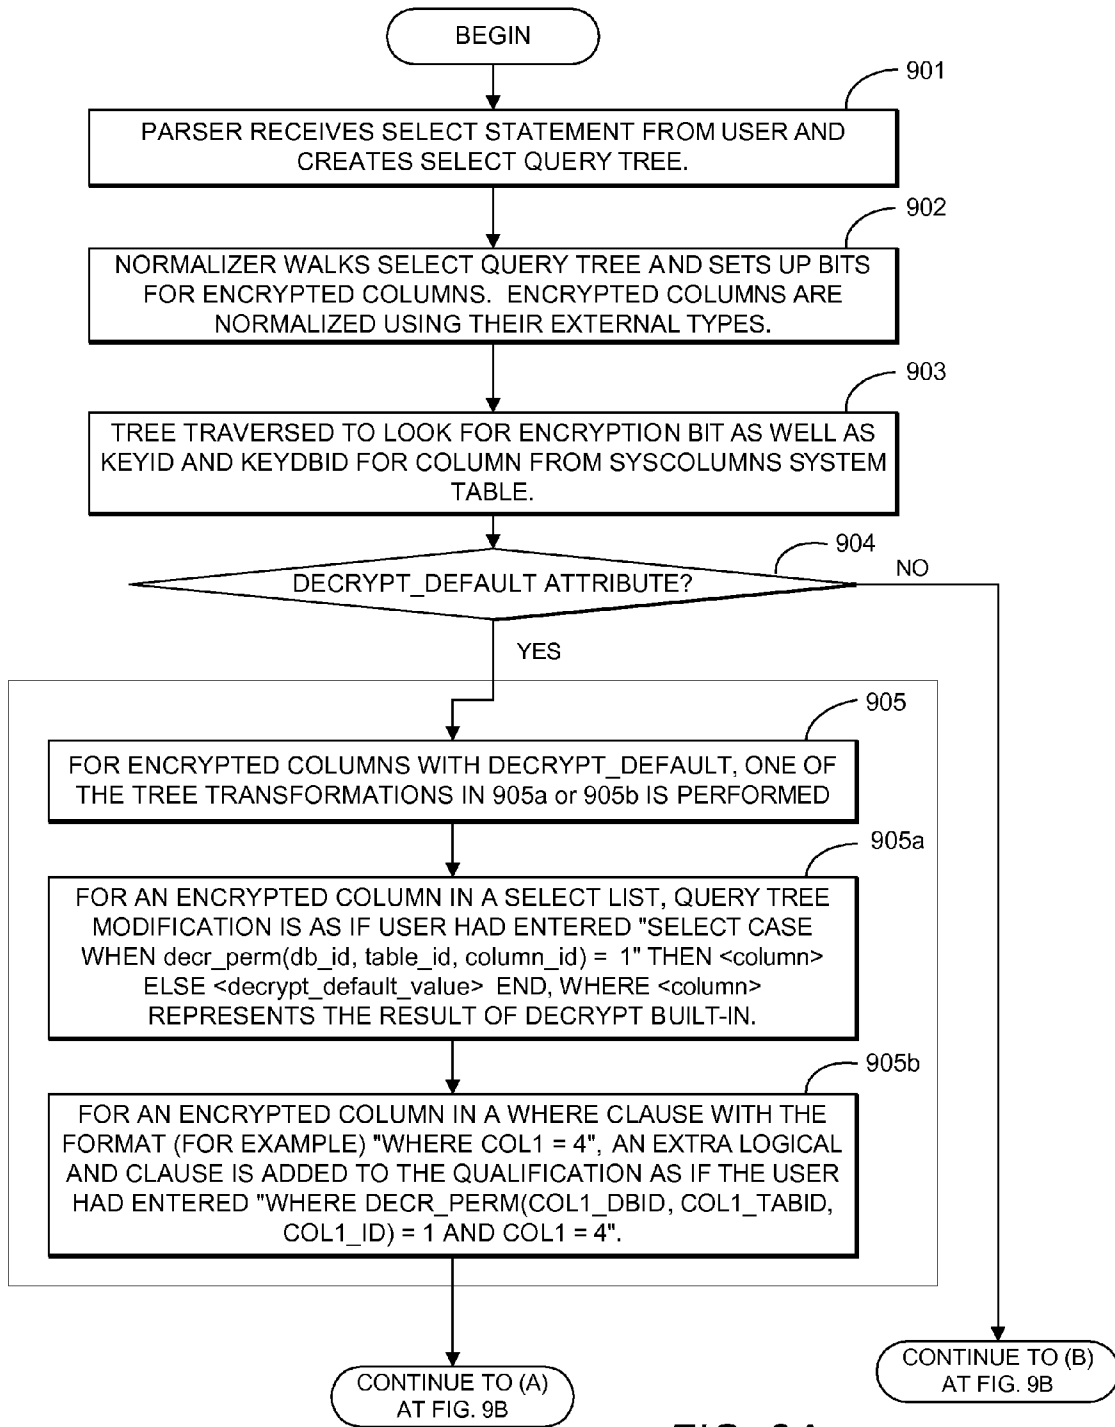 BEGIN
901
PARSER RECEIVES SELECT STATEMENT FROM USER AND
CREATES SELECT QUERY TREE.
902
NORMALIZER WALKS SELECT QUERY TREE AND SETS UP BITS
FOR ENCRYPTED COLUMNS. ENCRYPTED COLUMNS ARE
NORMALIZED USING THEIR EXTERNAL TYPES.
903
TREE TRAVERSED TO LOOK FOR ENCRYPTION BIT AS WELL AS
KEYID AND KEYDBID FOR COLUMN FROM SYSCOLUMNS SYSTEM
TABLE.
904
DECRYPT_DEFAULT ATTRIBUTE?
NO
YES
905
FOR ENCRYPTED COLUMNS WITH DECRYPT_DEFAULT, ONE OF
THE TREE TRANSFORMATIONS IN 905a or 905b IS PERFORMED
905a
FOR AN ENCRYPTED COLUMN IN A SELECT LIST, QUERY TREE
MODIFICATION IS AS IF USER HAD ENTERED "SELECT CASE
WHEN decr_perm(db_id, table_id, column_id) = 1" THEN <column>
ELSE <decrypt_default_value> END, WHERE <column>
REPRESENTS THE RESULT OF DECRYPT BUILT-IN.
905b
FOR AN ENCRYPTED COLUMN IN A WHERE CLAUSE WITH THE
FORMAT (FOR EXAMPLE) "WHERE COL1 = 4", AN EXTRA LOGICAL
AND CLAUSE IS ADDED TO THE QUALIFICATION AS IF THE USER
HAD ENTERED "WHERE DECR_PERM(COL1_DBID, COL1_TABID,
COL1_ID) = 1 AND COL1 = 4".
CONTINUE TO (A)
AT FIG. 9B
CONTINUE TO (B)
AT FIG. 9B